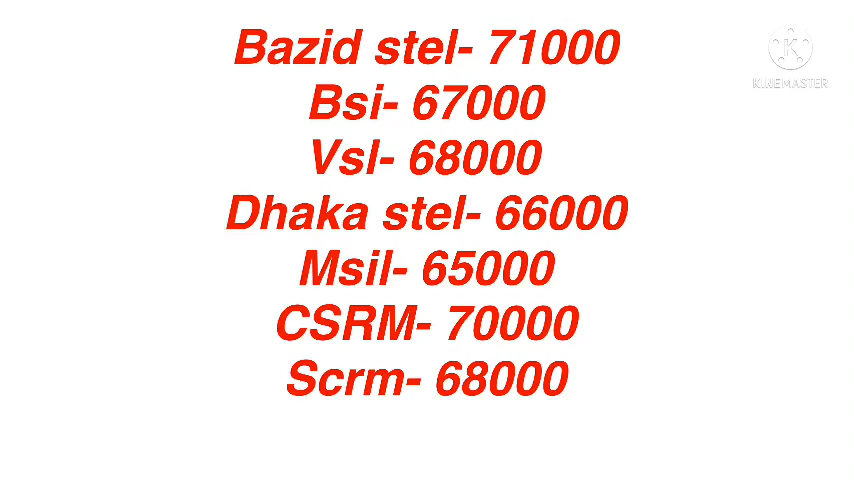 Bazid stel- 71000
Bsi- 67000
Vsl- 68000
Dhaka stel- 66000
Msil- 65000
CSRM- 70000
Scrm- 68000
K
KINEMASTER